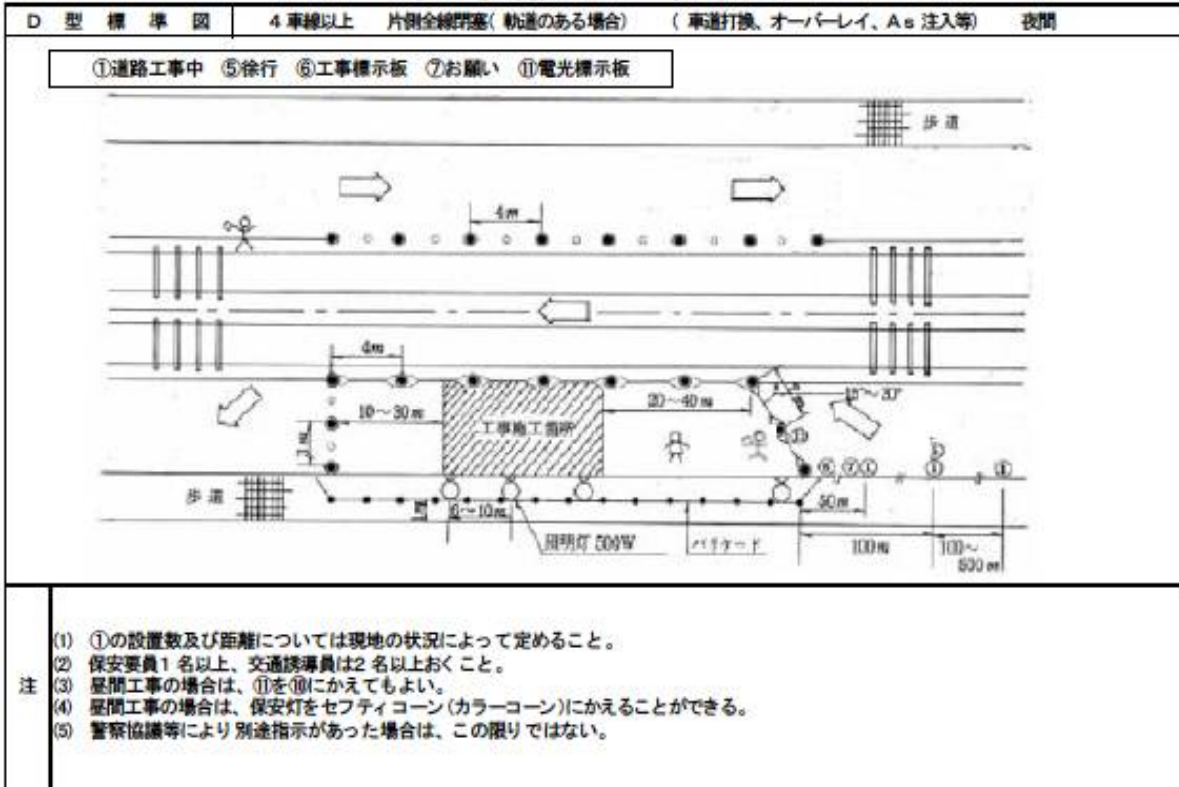 D 型 標 準 図 4 車線以上 片側全線閉塞( 軌道のある場合) ( 車道打換、オーバーレイ、As 注入等) 夜間
①道路工事中 ⑤徐行 ⑥工事標示板 ⑦お願い ⑪電光標示板
歩道
4m
4m
15°~30°
10~30m
工事施工箇所
20~40m
⑪
3m
⑥ ⑦ ① ① ①
歩道
50m
1m
6~10m
照明灯 500W
バリケード
100m
100~
500m
注
(1) ①の設置数及び距離については現地の状況によって定めること。
(2) 保安要員1 名以上、交通誘導員は2 名以上おくこと。
(3) 昼間工事の場合は、⑪を⑩にかえてもよい。
(4) 昼間工事の場合は、保安灯をセフティコーン(カラーコーン)にかえることができる。
(5) 警察協議等により 別途指示があった場合は、この限りではない。